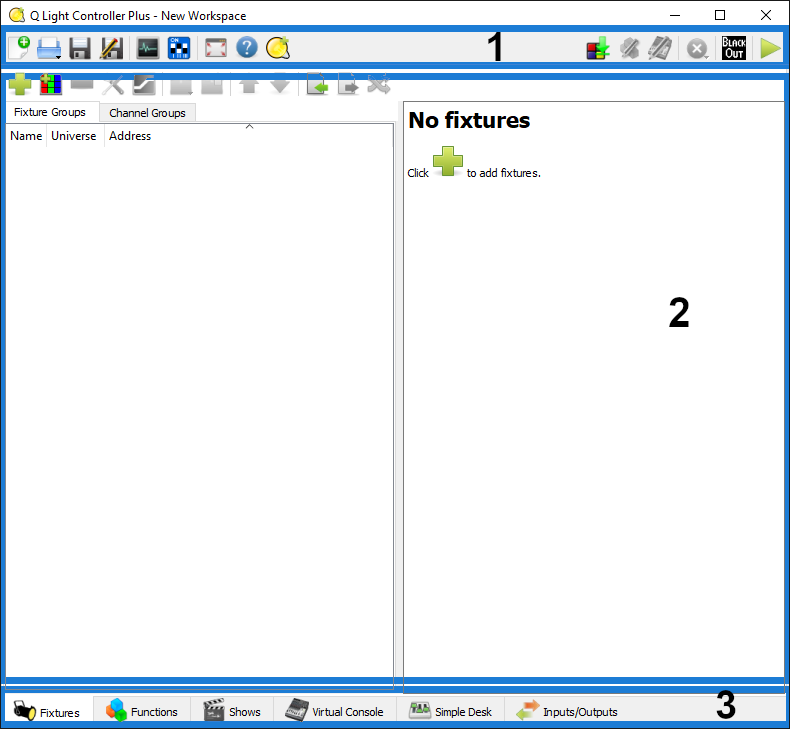 Q Light Controller Plus - New Workspace
ON
1 BLACK OUT
Fixture Groups Channel Groups
Name Universe Address
No fixtures
Click to add fixtures.
2
3
Fixtures Functions Shows Virtual Console Simple Desk Inputs/Outputs